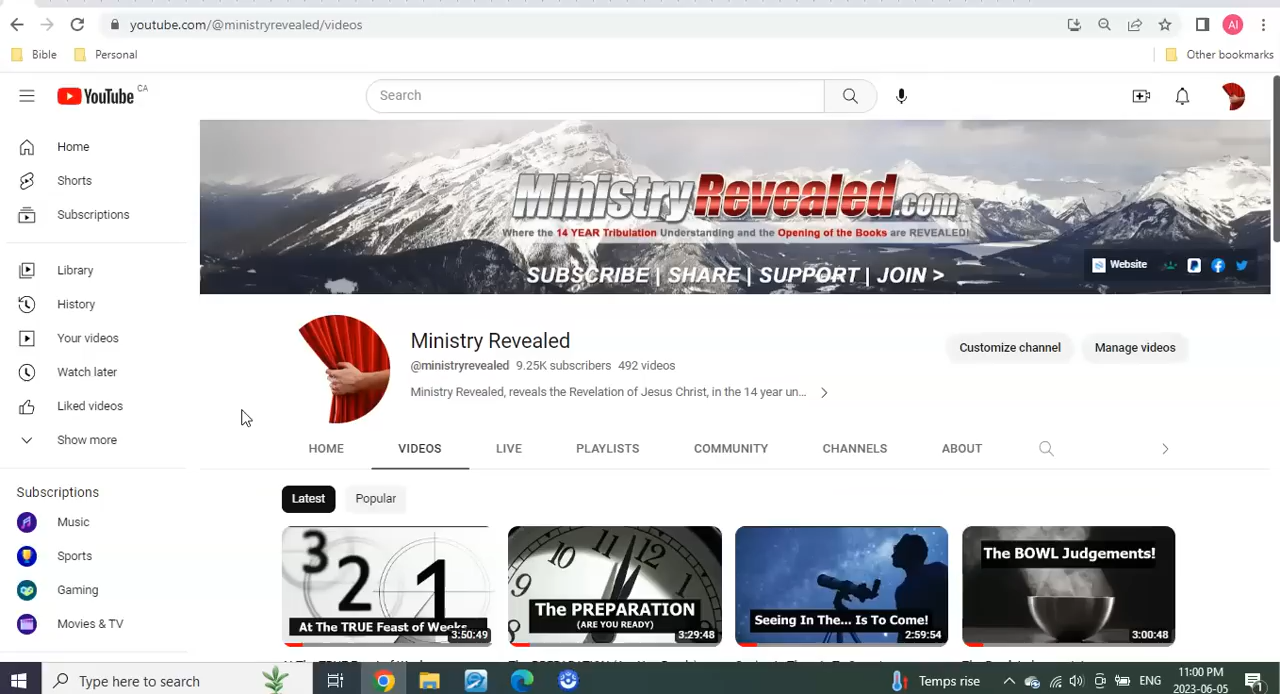 youtube.com/@ministryrevealed/videos
AI
Bible
Personal
Other bookmarks
YouTube CA
Search
Home
Shorts
Subscriptions
Library
History
Your videos
Watch later
Liked videos
Show more
Subscriptions
Music
Sports
Gaming
Movies & TV
MinistryRevealed.com
Where the 14 YEAR Tribulation Understanding and the Opening of the Books are REVEALED!
SUBSCRIBE | SHARE | SUPPORT | JOIN >
Website
Ministry Revealed
@ministryrevealed 9.25K subscribers 492 videos
Ministry Revealed, reveals the Revelation of Jesus Christ, in the 14 year un...
Customize channel
Manage videos
HOME
VIDEOS
LIVE
PLAYLISTS
COMMUNITY
CHANNELS
ABOUT
Latest
Popular
3 2 1
At The TRUE Feast of Weeks
3:50:49
9 10 11 12
The PREPARATION
(ARE YOU READY)
3:29:48
Seeing In The... Is To Come!
2:59:54
The BOWL Judgements!
3:00:48
Type here to search
Temps rise
ENG
11:00 PM
2023-06-05
1